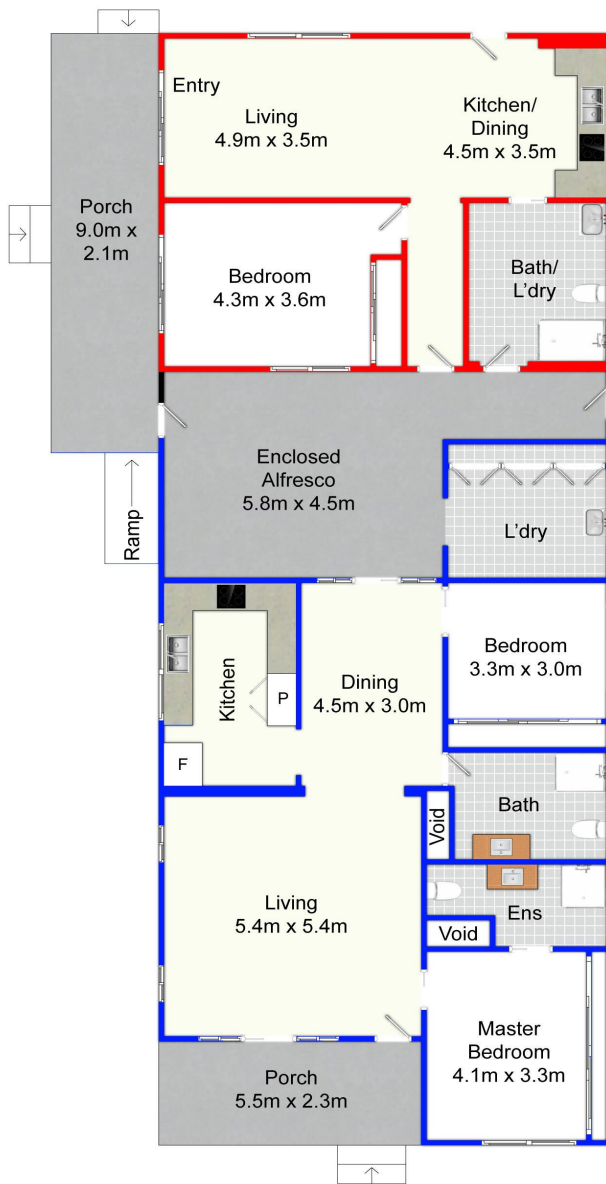 Entry
Living
4.9m x 3.5m
Kitchen/
Dining
4.5m x 3.5m
Porch
9.0m x
2.1m
Bedroom
4.3m x 3.6m
Bath/
L'dry
Enclosed
Alfresco
5.8m x 4.5m
Ramp
L'dry
Kitchen
P
F
Dining
4.5m x 3.0m
Bedroom
3.3m x 3.0m
Bath
Void
Living
5.4m x 5.4m
Ens
Void
Master
Bedroom
4.1m x 3.3m
Porch
5.5m x 2.3m